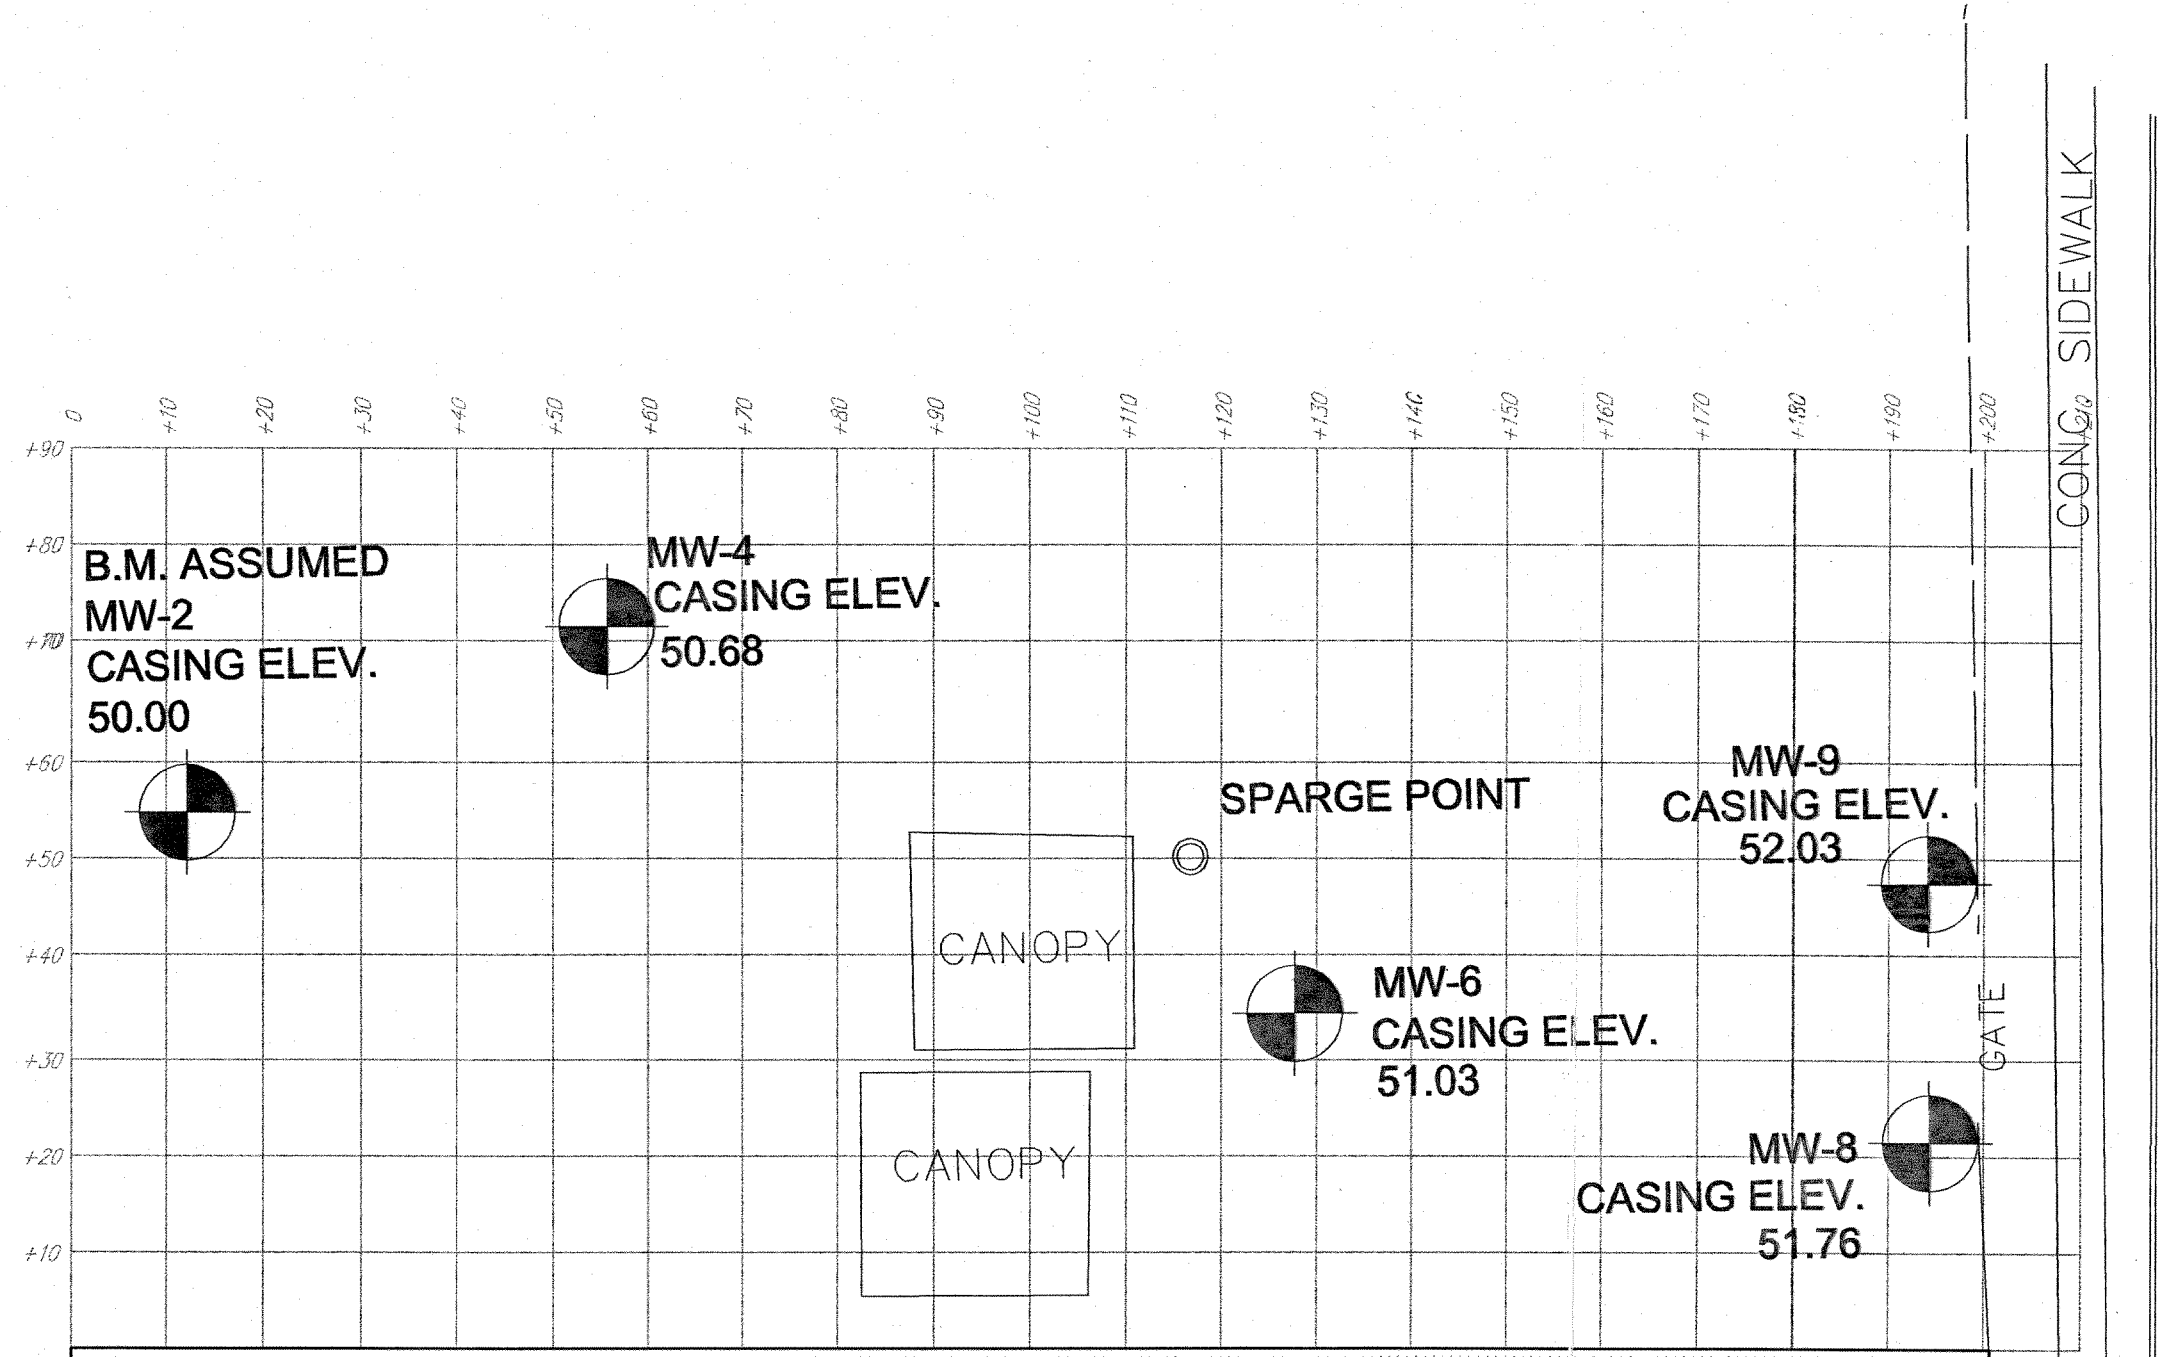 CONC SIDEWALK
0 +10 +20 +30 +40 +50 +60 +70 +80 +90 +100 +110 +120 +130 +140 +150 +160 +170 +180 +190 +200 +210
+90
+80
B.M. ASSUMED
MW-2
CASING ELEV.
50.00
MW-4
CASING ELEV.
50.68
+70
+60
SPARGE POINT
MW-9
CASING ELEV.
52.03
+50
CANOPY
+40
MW-6
CASING ELEV.
51.03
GATE
+30
CANOPY
+20
MW-8
CASING ELEV.
51.76
+10